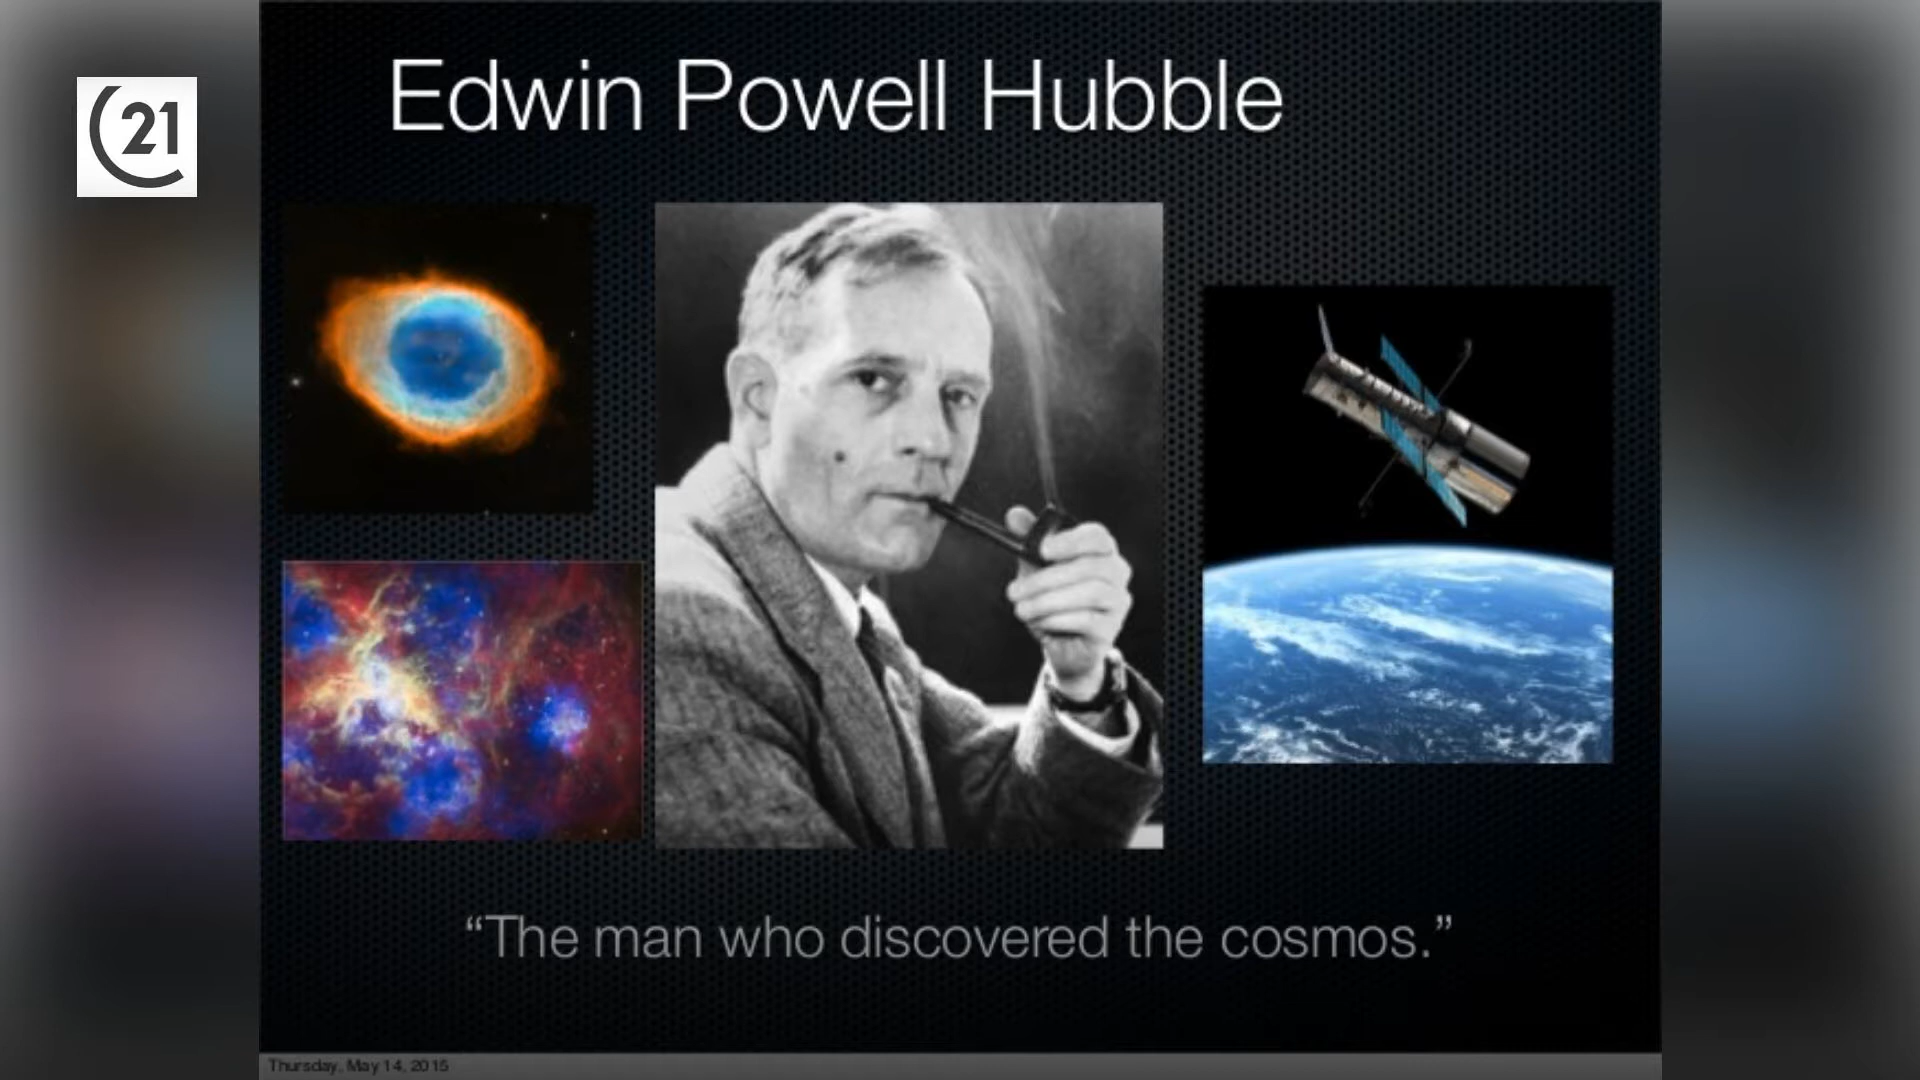 21
Edwin Powell Hubble
“The man who discovered the cosmos.”
Thursday, May 14, 2015